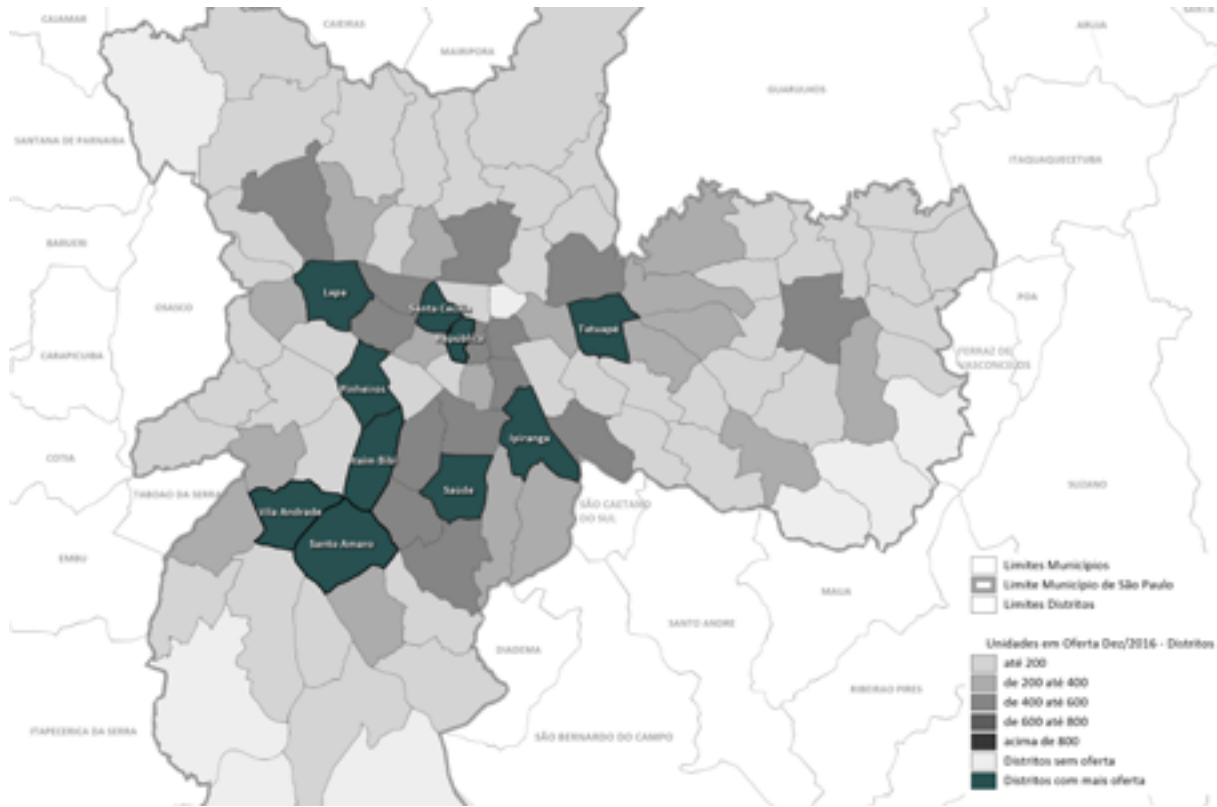 CAJAMAR
CAIEIRAS
MAIRIPORA
ARUJA
GUARULHOS
SANTANA DE PARNAIBA
ITAQUAQUECETUBA
BARUERI
OSASCO
POA
Lapa
Santa Cecília
República
Tatuapé
CARAPICUIBA
FERRAZ DE
VASCONCELOS
Pinheiros
Ipiranga
Itaim Bibi
COTIA
TABOAO DA SERRA
Saúde
SÃO CAETANO
DO SUL
SUZANO
Vila Andrade
Santo Amaro
EMBU
Limites Municípios
Limite Município de São Paulo
Limites Distritos
MAUA
SANTO ANDRE
DIADEMA
Unidades em Oferta Dez/2016 - Distritos
até 200
de 200 até 400
de 400 até 600
de 600 até 800
acima de 800
Distritos sem oferta
Distritos com mais oferta
RIBEIRAO PIRES
ITAPECERICA DA SERRA
SÃO BERNARDO DO CAMPO